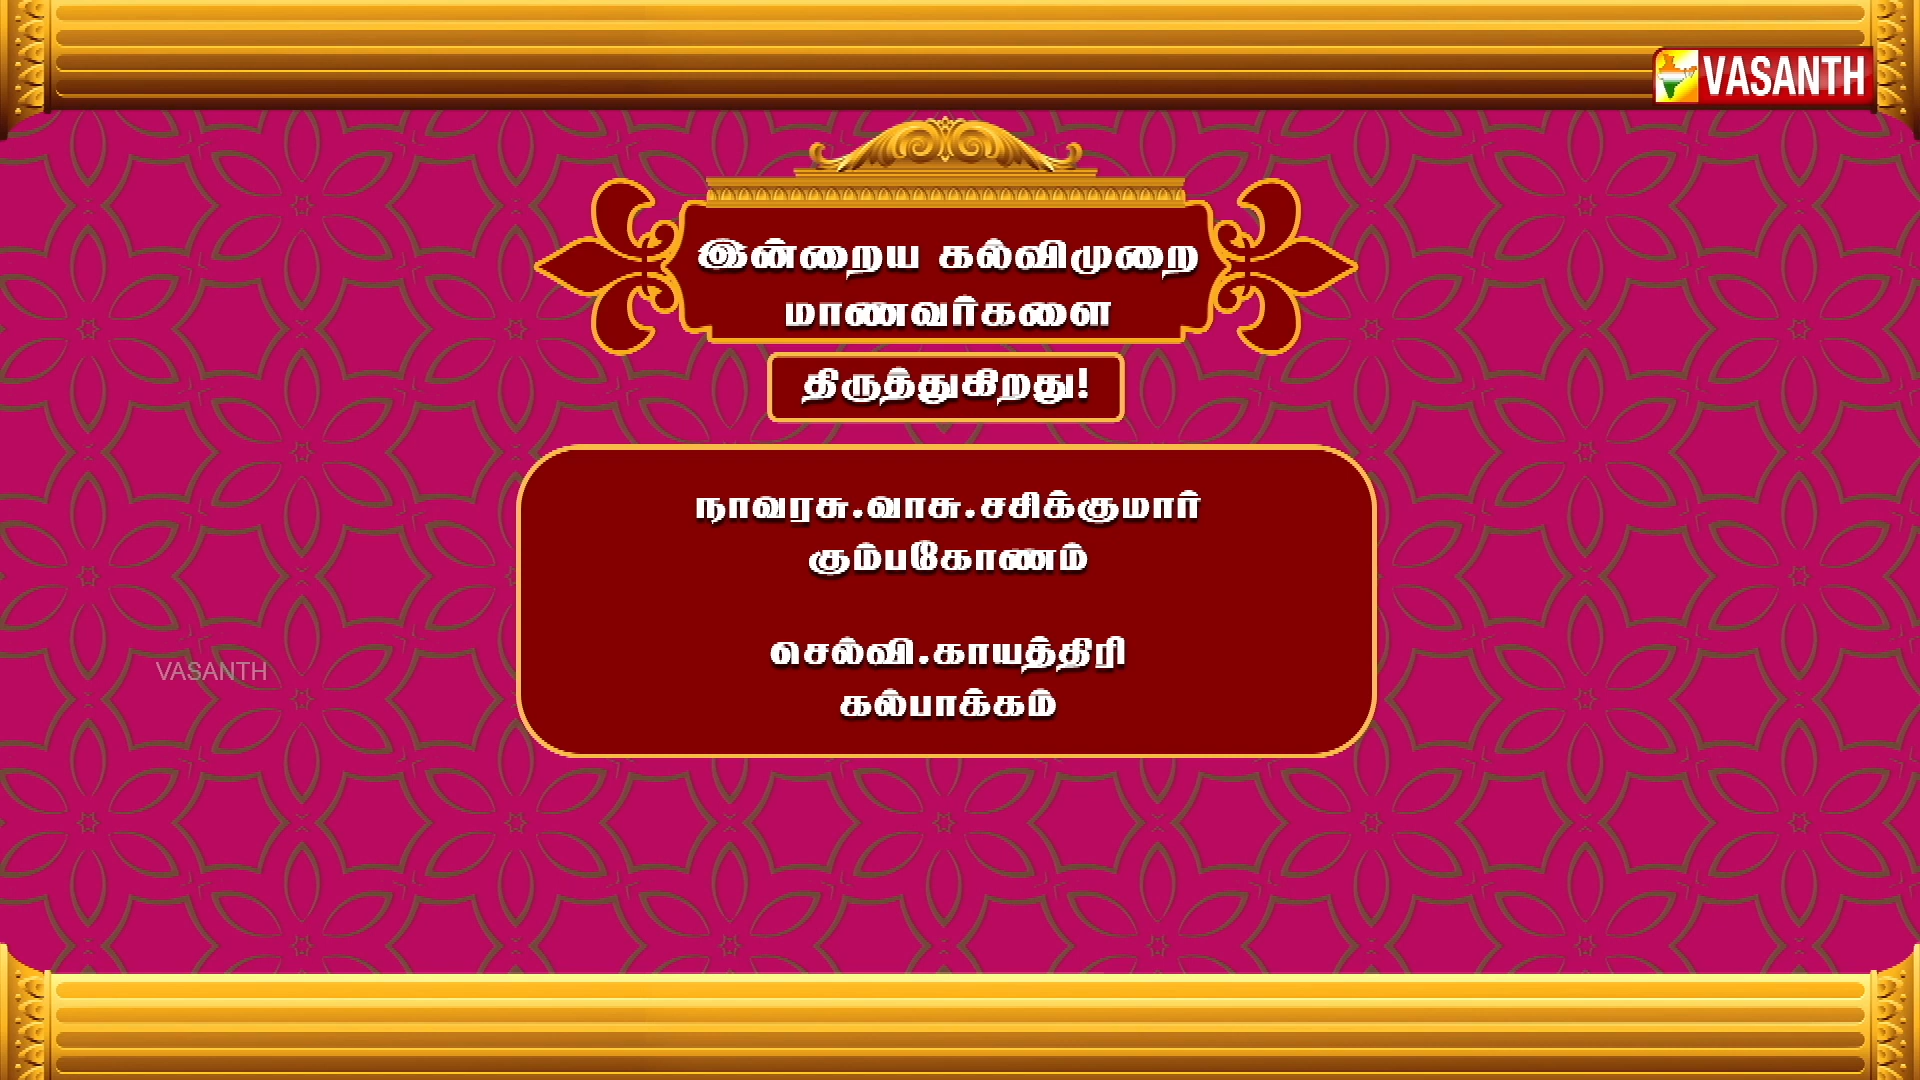 VASANTH
இன்றைய கல்விமுறை
மாணவர்களை
திருத்துகிறது!
நாவரசு.வாசு.சசிக்குமார்
கும்பகோணம்
செல்வி.காயத்திரி
கல்பாக்கம்
VASANTH